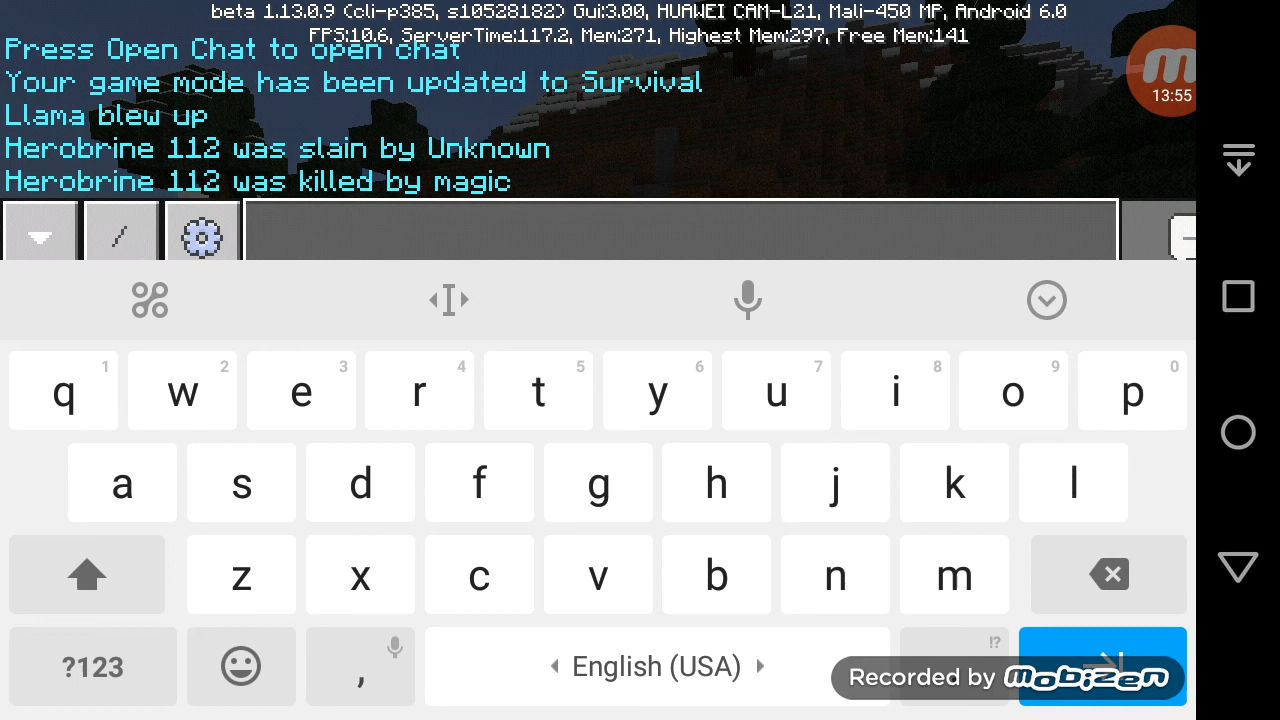 beta 1.13.0.9 (cli-p385, s10528182) Gui:3.00, HUAWEI CAM-L21, Mali-450 MP, Android 6.0
FPS:10.6, ServerTime:117.2, Mem:271, Highest Mem:297, Free Mem:141
Press Open Chat to open chat
Your game mode has been updated to Survival
Llama blew up
Herobrine 112 was slain by Unknown
Herobrine 112 was killed by magic
13:55
/
1 2 3 4 5 6 7 8 9 0
q w e r t y u i o p
a s d f g h j k l
z x c v b n m
?123 , English (USA) !?
Recorded by mobizen